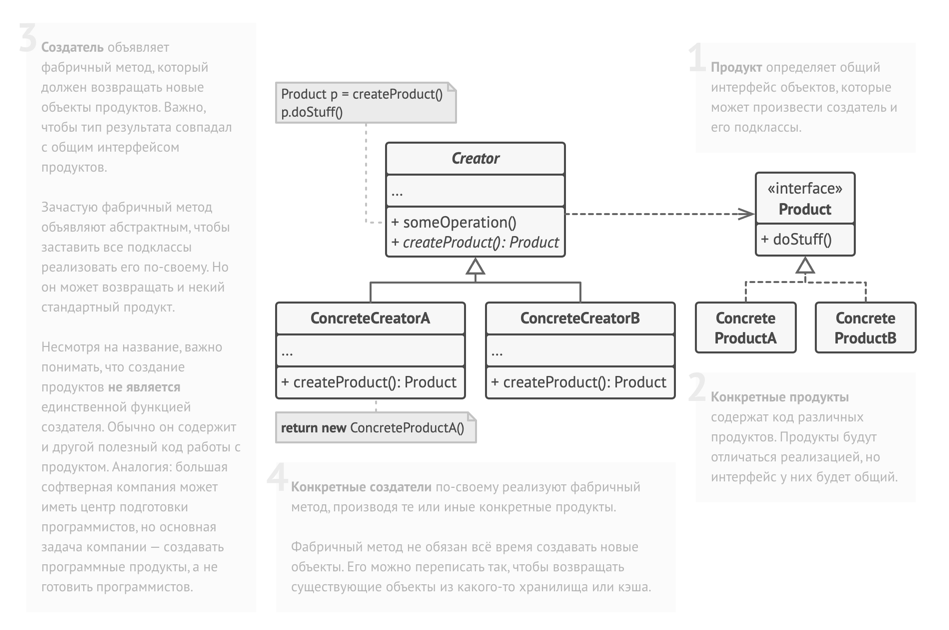 3
Создатель объявляет
фабричный метод, который
должен возвращать новые
объекты продуктов. Важно,
чтобы тип результата совпадал
с общим интерфейсом
продуктов.
Зачастую фабричный метод
объявляют абстрактным, чтобы
заставить все подклассы
реализовать его по-своему. Но
он может возвращать и некий
стандартный продукт.
Несмотря на название, важно
понимать, что создание
продуктов не является
единственной функцией
создателя. Обычно он содержит
и другой полезный код работы с
продуктом. Аналогия: большая
софтверная компания может
иметь центр подготовки
программистов, но основная
задача компании — создавать
программные продукты, а не
готовить программистов.
Product p = createProduct()
p.doStuff()
Creator
...
+ someOperation()
+ createProduct(): Product
ConcreteCreatorA
...
+ createProduct(): Product
ConcreteCreatorB
...
+ createProduct(): Product
return new ConcreteProductA()
4
Конкретные создатели по-своему реализуют фабричный
метод, производя те или иные конкретные продукты.
Фабричный метод не обязан всё время создавать новые
объекты. Его можно переписать так, чтобы возвращать
существующие объекты из какого-то хранилища или кэша.
1
Продукт определяет общий
интерфейс объектов, которые
может произвести создатель и
его подклассы.
«interface»
Product
+ doStuff()
Concrete
ProductA
Concrete
ProductB
2
Конкретные продукты
содержат код различных
продуктов. Продукты будут
отличаться реализацией, но
интерфейс у них будет общий.